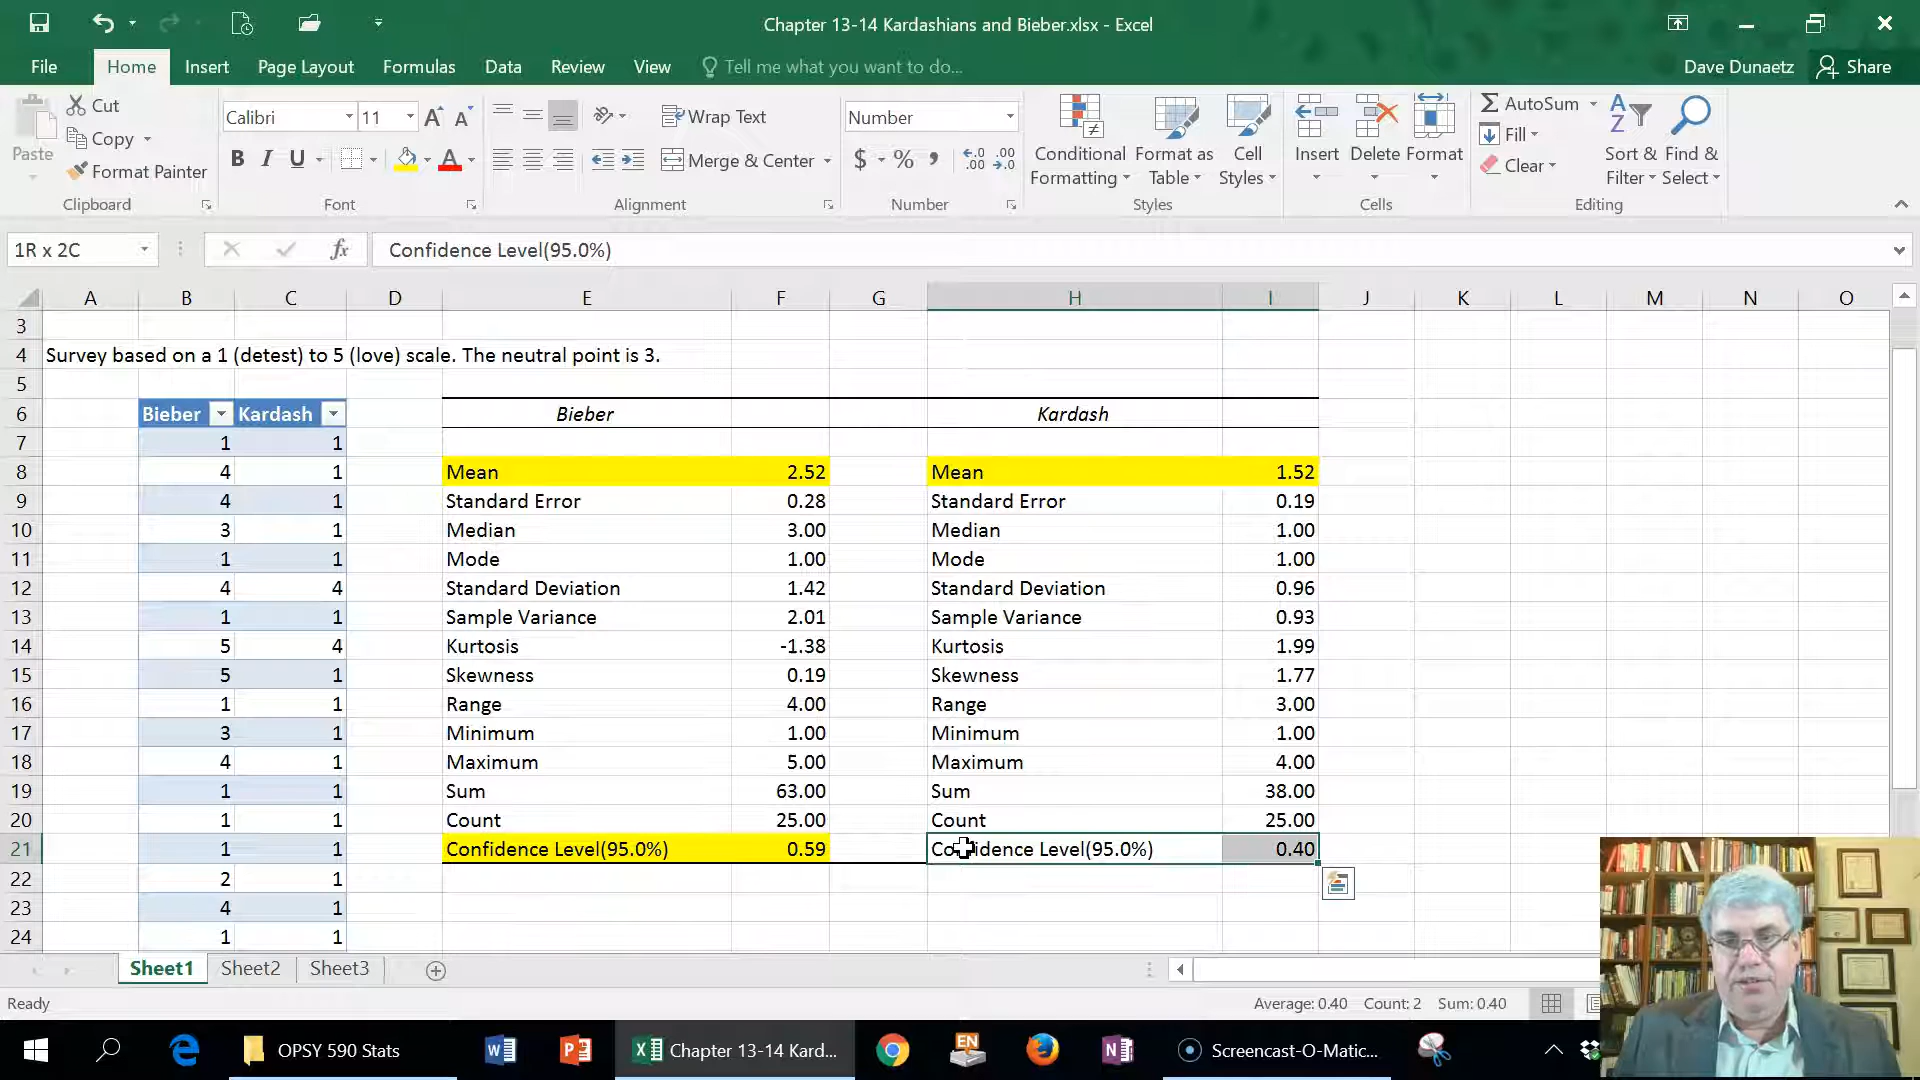 Chapter 13-14 Kardashians and Bieber.xlsx - Excel
File Home Insert Page Layout Formulas Data Review View Tell me what you want to do... Dave Dunaetz Share
Paste
Cut
Copy
Format Painter
Clipboard
Calibri 11
B I U
Font
Wrap Text
Merge & Center
Alignment
Number
$ %
Number
Conditional Formatting
Format as Table
Cell Styles
Styles
Insert Delete Format
Cells
AutoSum
Fill
Clear
Sort & Filter
Find & Select
Editing
1R x 2C
fx
Confidence Level(95.0%)
A B C D E F G H I J K L M N O
3
4 Survey based on a 1 (detest) to 5 (love) scale. The neutral point is 3.
5
6 Bieber Kardash Bieber Kardash
7 1 1
8 4 1 Mean 2.52 Mean 1.52
9 4 1 Standard Error 0.28 Standard Error 0.19
10 3 1 Median 3.00 Median 1.00
11 1 1 Mode 1.00 Mode 1.00
12 4 4 Standard Deviation 1.42 Standard Deviation 0.96
13 1 1 Sample Variance 2.01 Sample Variance 0.93
14 5 4 Kurtosis -1.38 Kurtosis 1.99
15 5 1 Skewness 0.19 Skewness 1.77
16 1 1 Range 4.00 Range 3.00
17 3 1 Minimum 1.00 Minimum 1.00
18 4 1 Maximum 5.00 Maximum 4.00
19 1 1 Sum 63.00 Sum 38.00
20 1 1 Count 25.00 Count 25.00
21 1 1 Confidence Level(95.0%) 0.59 Confidence Level(95.0%) 0.40
22 2 1
23 4 1
24 1 1
Sheet1 Sheet2 Sheet3
Ready Average: 0.40 Count: 2 Sum: 0.40
OPSY 590 Stats Chapter 13-14 Kard... EN Screencast-O-Matic...